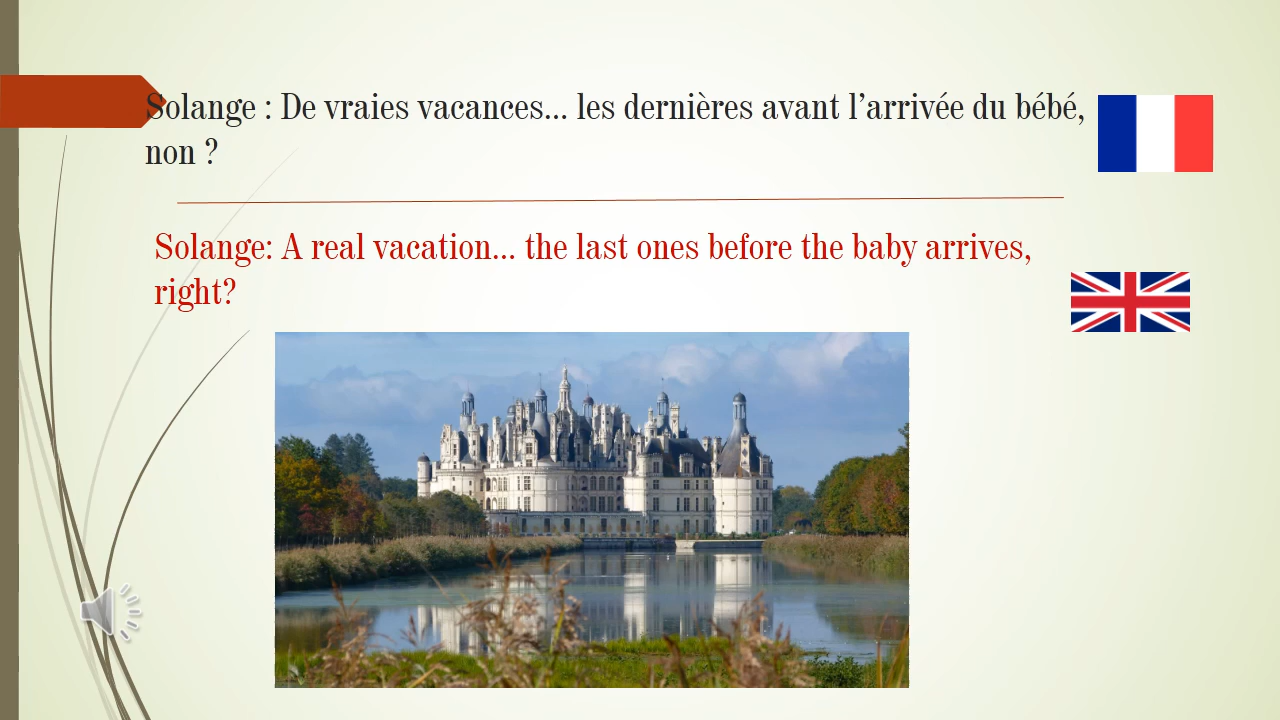 Solange : De vraies vacances... les dernières avant l’arrivée du bébé,
non ?
Solange: A real vacation... the last ones before the baby arrives,
right?